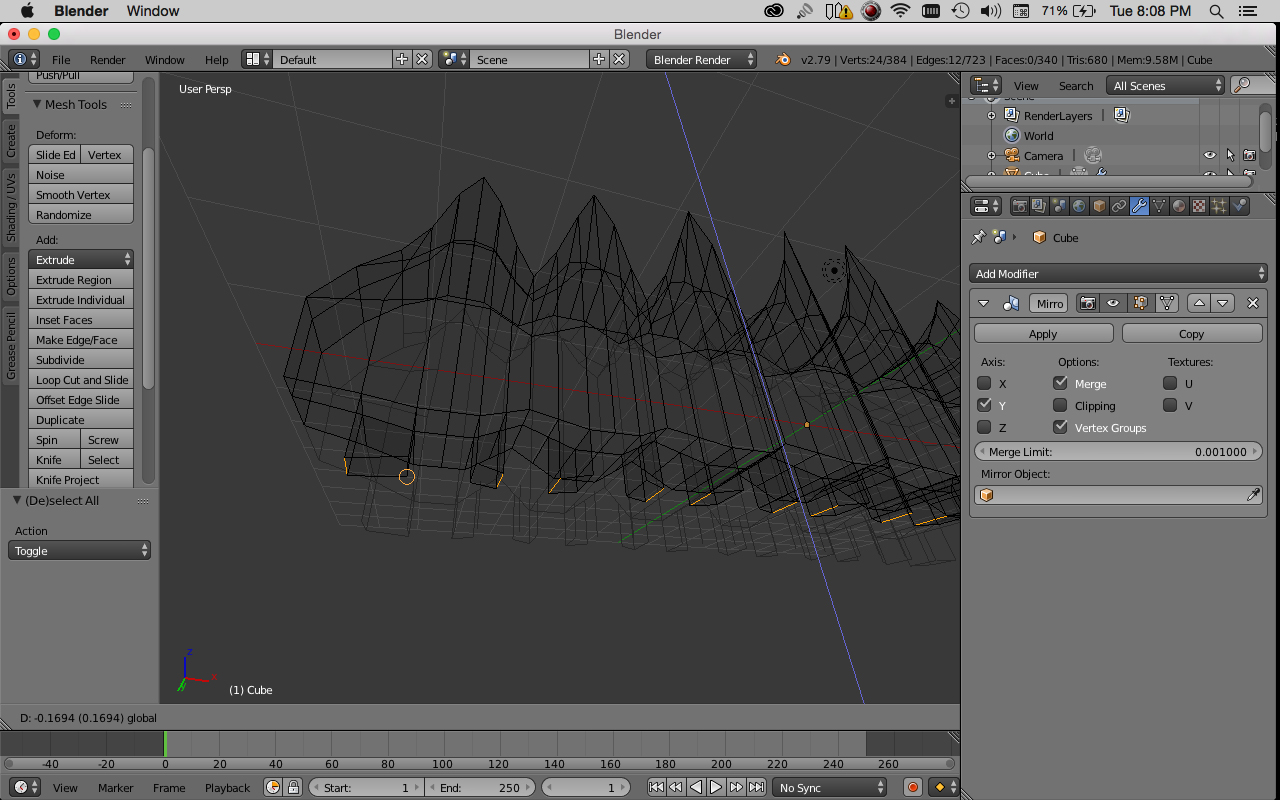 Blender Window 71% Tue 8:08 PM
Blender
File Render Window Help Default Scene Blender Render v2.79 | Verts:24/384 | Edges:12/723 | Faces:0/340 | Tris:680 | Mem:9.58M | Cube
Push/Pull
Mesh Tools
Deform:
Slide Ed Vertex
Noise
Smooth Vertex
Randomize
Add:
Extrude
Extrude Region
Extrude Individual
Inset Faces
Make Edge/Face
Subdivide
Loop Cut and Slide
Offset Edge Slide
Duplicate
Spin Screw
Knife Select
Knife Project
Tools
Create
Shading / UVs
Options
Grease Pencil
(De)select All
Action
Toggle
User Persp
z
x
(1) Cube
D: -0.1694 (0.1694) global
View Search All Scenes
Scene
RenderLayers |
World
Camera |
Cube
Cube
Add Modifier
Mirro
Apply Copy
Axis: Options: Textures:
X Merge U
Y Clipping V
Z Vertex Groups
Merge Limit: 0.001000
Mirror Object:
-40 -20 0 20 40 60 80 100 120 140 160 180 200 220 240 260
View Marker Frame Playback Start: 1 End: 250 1 No Sync